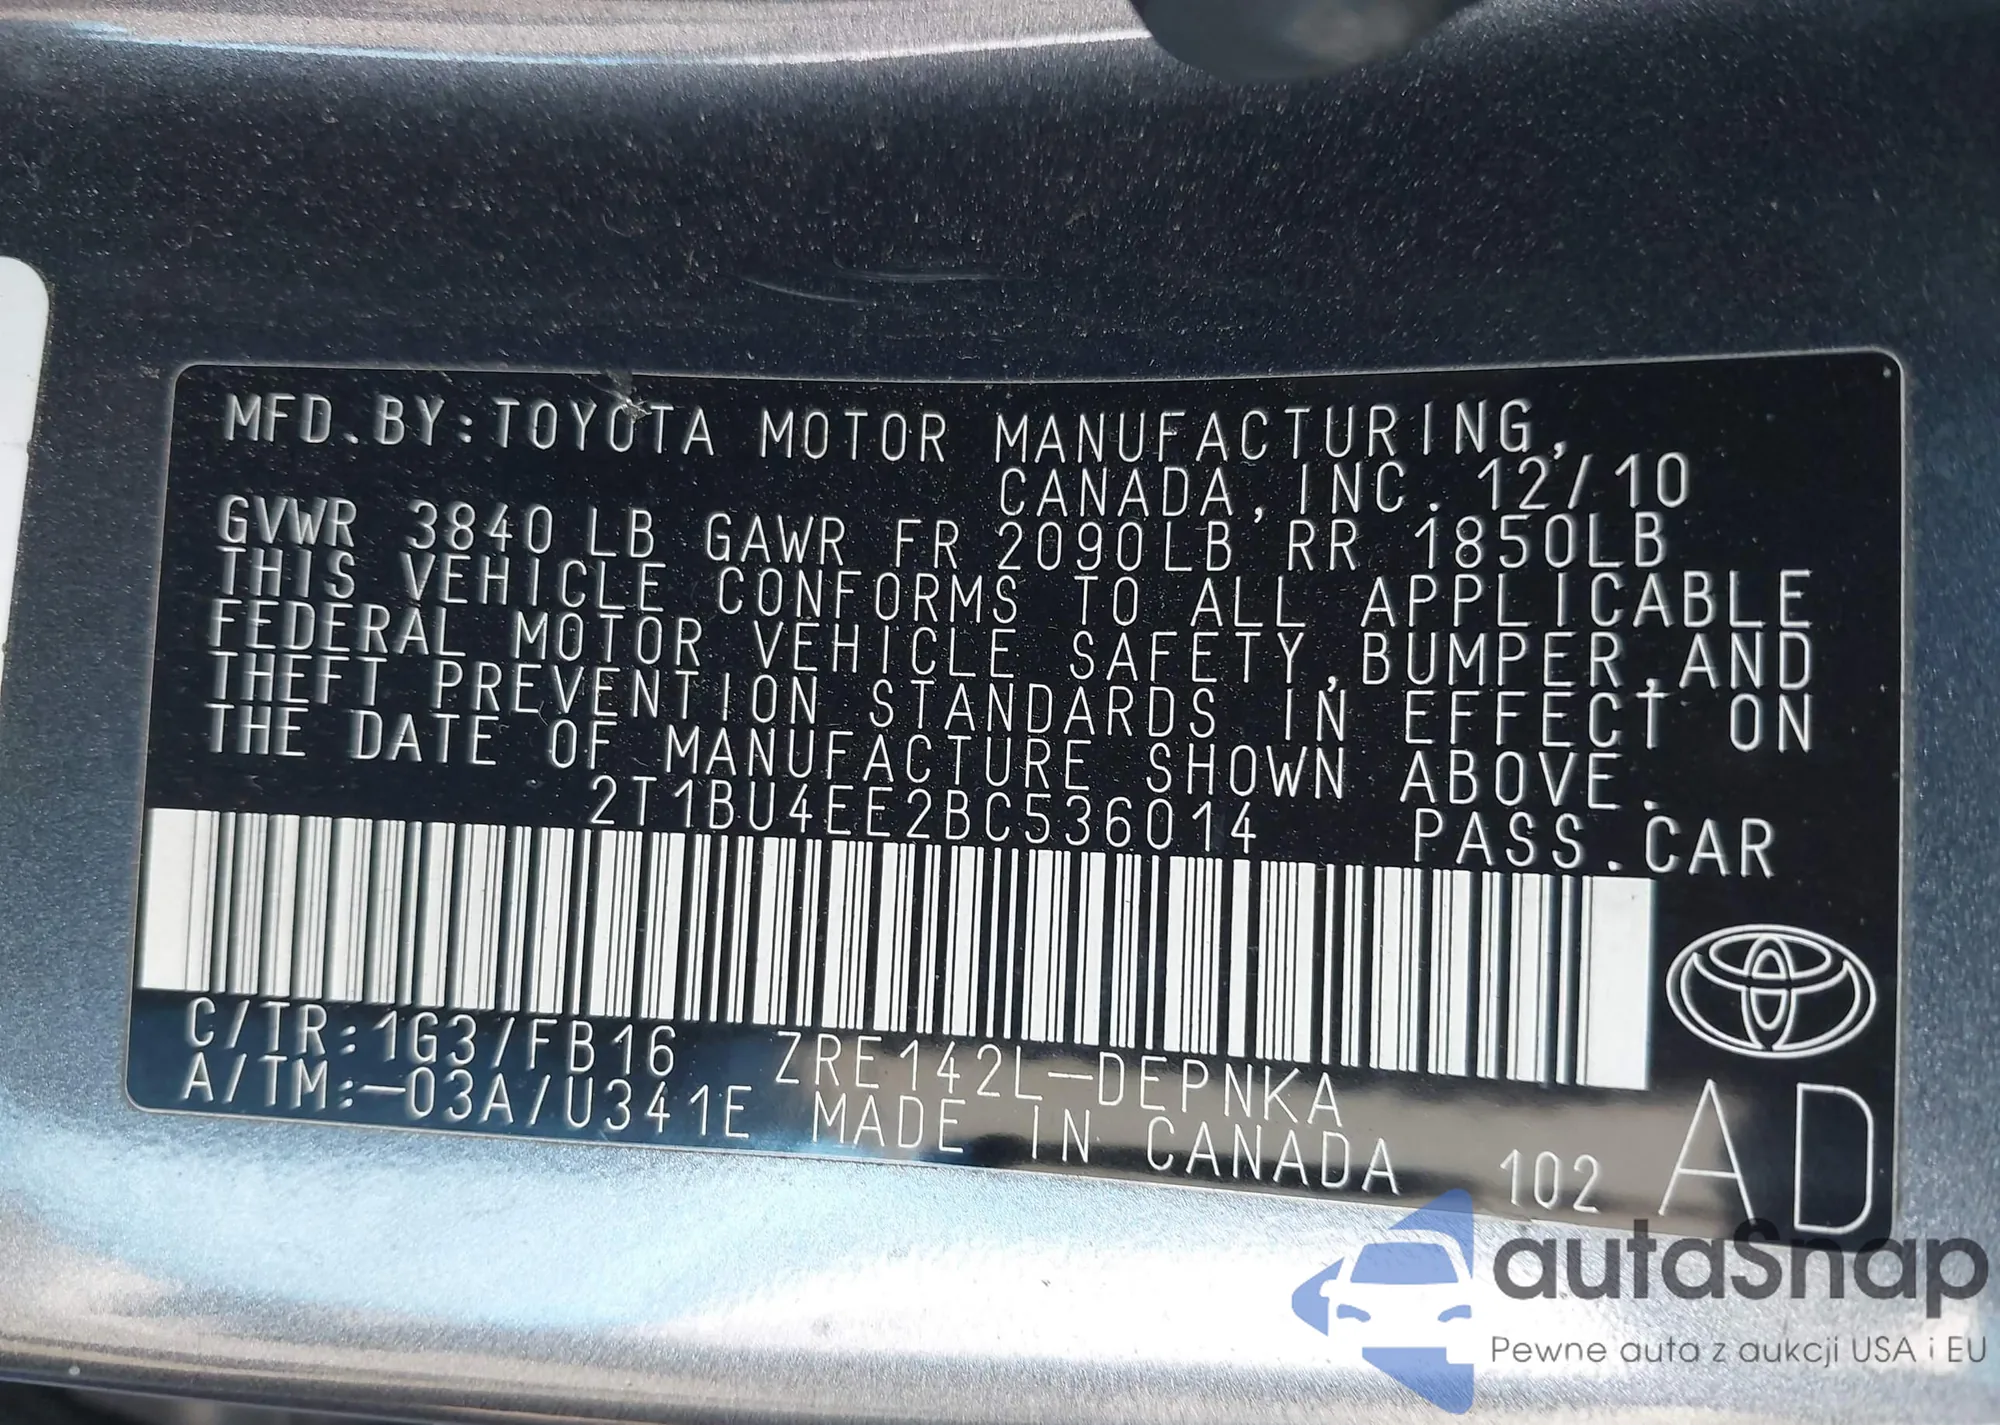 MFD.BY:TOYOTA MOTOR MANUFACTURING,
CANADA,INC. 12/10
GVWR 3840 LB GAWR FR 2090LB RR 1850LB
THIS VEHICLE CONFORMS TO ALL APPLICABLE
FEDERAL MOTOR VEHICLE SAFETY,BUMPER,AND
THEFT PREVENTION STANDARDS IN EFFECT ON
THE DATE OF MANUFACTURE SHOWN ABOVE.
2T1BU4EE2BC536014 PASS.CAR
C/TR:1G3/FB16 ZRE142L-DEPNKA
A/TM:-03A/U341E MADE IN CANADA 102 AD
autaSnap
Pewne auta z aukcji USA i EU